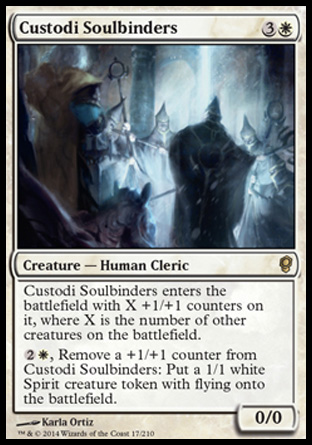 Custodi Soulbinders 3
Creature — Human Cleric
Custodi Soulbinders enters the
battlefield with X +1/+1 counters on
it, where X is the number of other
creatures on the battlefield.
2, Remove a +1/+1 counter from
Custodi Soulbinders: Put a 1/1 white
Spirit creature token with flying onto
the battlefield.
0/0
Karla Ortiz
™ & © 2014 Wizards of the Coast 17/210